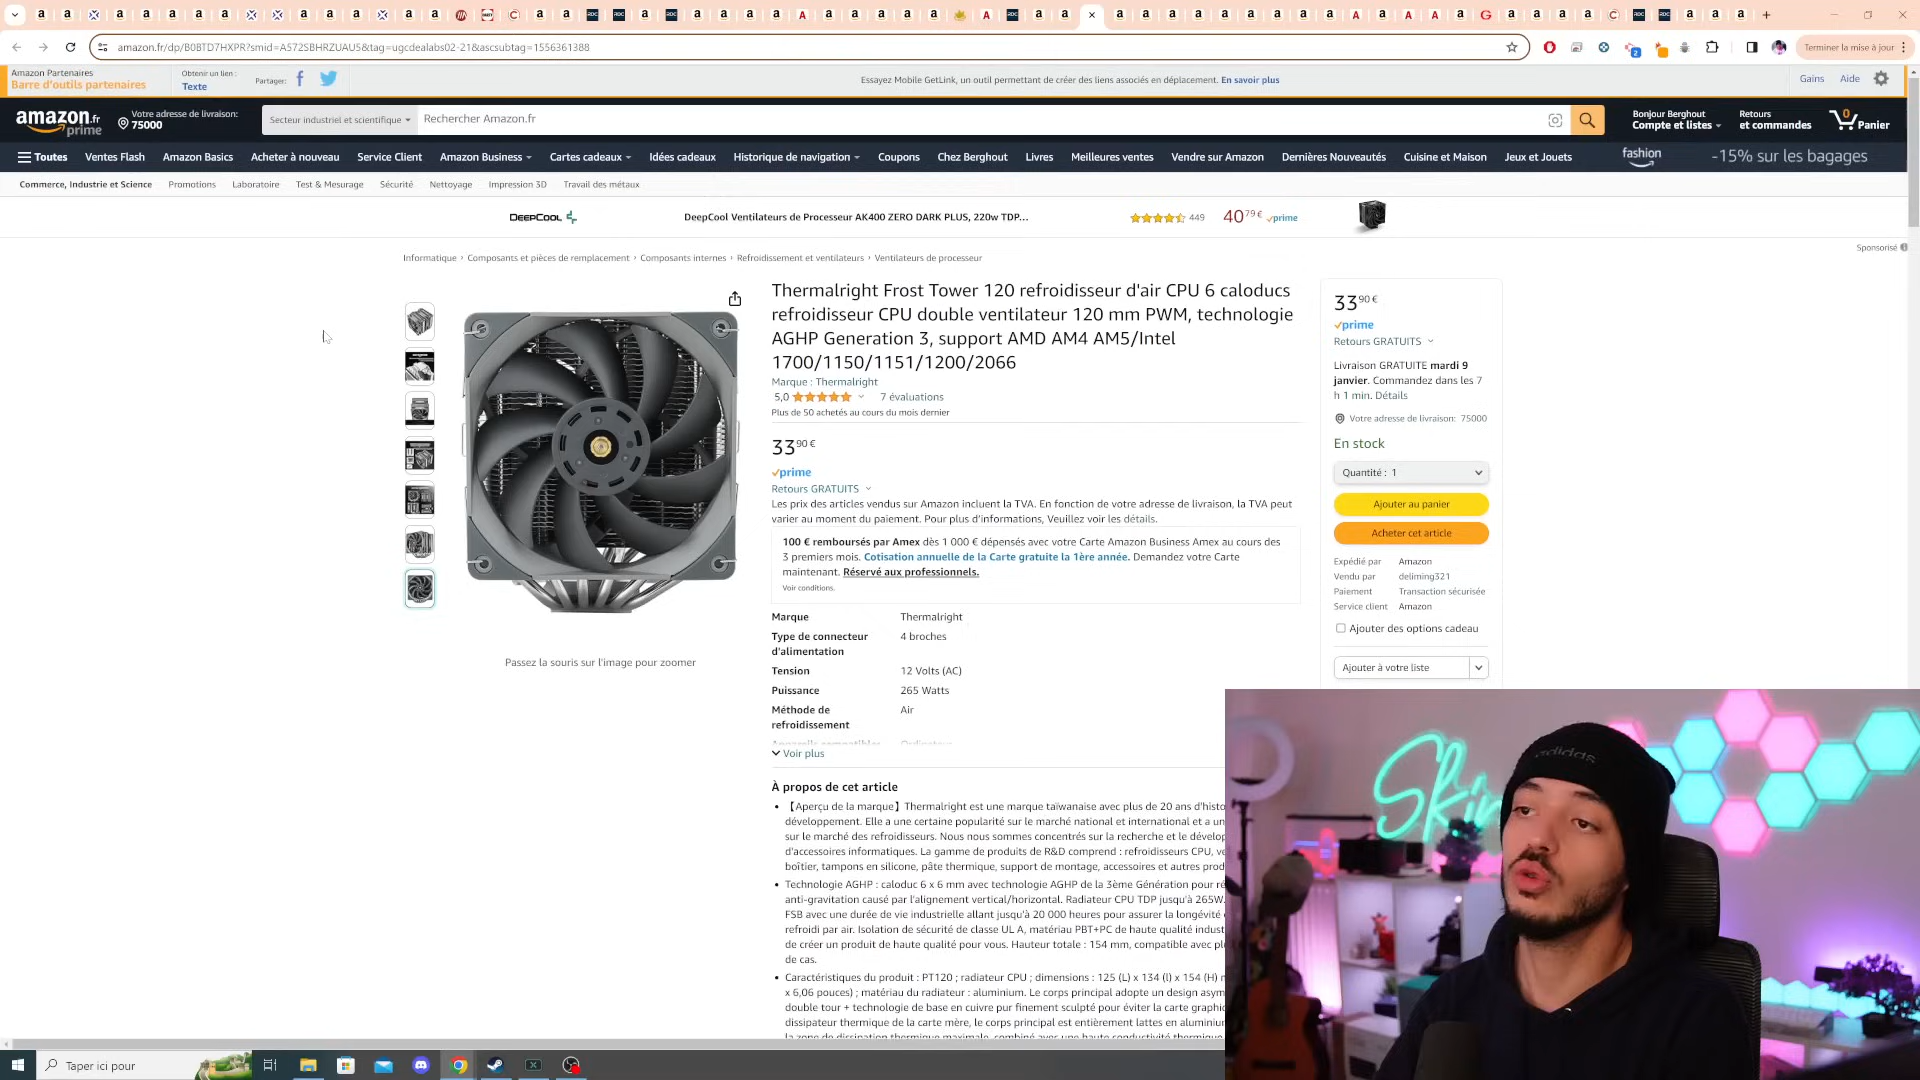 amazon.fr/dp/B0BTD7HXPR?smid=A572SBHRZUAU5&tag=ugcdealabs02-21&ascsubtag=1556361388
Terminer la mise à jour
Amazon Partenaires
Barre d'outils partenaires
Obtenir un lien :
Texte
Partager:
Essayez Mobile GetLink, un outil permettant de créer des liens associés en déplacement. En savoir plus
Gains
Aide
amazon.fr
prime
Votre adresse de livraison:
75000
Secteur industriel et scientifique
Rechercher Amazon.fr
Bonjour Berghout
Compte et listes
Retours
et commandes
0
Panier
Toutes
Ventes Flash
Amazon Basics
Acheter à nouveau
Service Client
Amazon Business
Cartes cadeaux
Idées cadeaux
Historique de navigation
Coupons
Chez Berghout
Livres
Meilleures ventes
Vendre sur Amazon
Dernières Nouveautés
Cuisine et Maison
Jeux et Jouets
fashion
-15% sur les bagages
Commerce, Industrie et Science
Promotions
Laboratoire
Test & Mesurage
Sécurité
Nettoyage
Impression 3D
Travail des métaux
DEEPCOOL
DeepCool Ventilateurs de Processeur AK400 ZERO DARK PLUS, 220w TDP...
449
40 79 €
prime
Sponsorisé
Informatique › Composants et pièces de remplacement › Composants internes › Refroidissement et ventilateurs › Ventilateurs de processeur
Thermalright Frost Tower 120 refroidisseur d'air CPU 6 caloducs
refroidisseur CPU double ventilateur 120 mm PWM, technologie
AGHP Generation 3, support AMD AM4 AM5/Intel
1700/1150/1151/1200/2066
Marque : Thermalright
5,0
7 évaluations
Plus de 50 achetés au cours du mois dernier
33 90 €
prime
Retours GRATUITS
Les prix des articles vendus sur Amazon incluent la TVA. En fonction de votre adresse de livraison, la TVA peut
varier au moment du paiement. Pour plus d'informations, Veuillez voir les détails.
100 € remboursés par Amex dès 1 000 € dépensés avec votre Carte Amazon Business Amex au cours des
3 premiers mois. Cotisation annuelle de la Carte gratuite la 1ère année. Demandez votre Carte
maintenant. Réservé aux professionnels.
Voir conditions.
Marque
Thermalright
Type de connecteur
d'alimentation
4 broches
Tension
12 Volts (AC)
Puissance
265 Watts
Méthode de
refroidissement
Air
Voir plus
Passez la souris sur l'image pour zoomer
À propos de cet article
• 【Aperçu de la marque】Thermalright est une marque taïwanaise avec plus de 20 ans d'histo
développement. Elle a une certaine popularité sur le marché national et international et a un
sur le marché des refroidisseurs. Nous nous sommes concentrés sur la recherche et le dévelop
d'accessoires informatiques. La gamme de produits de R&D comprend : refroidisseurs CPU, ve
boîtier, tampons en silicone, pâte thermique, support de montage, accessoires et autres prod
• Technologie AGHP : caloduc 6 x 6 mm avec technologie AGHP de la 3ème Génération pour ré
anti-gravitation causé par l'alignement vertical/horizontal. Radiateur CPU TDP jusqu'à 265W.
FSB avec une durée de vie industrielle allant jusqu'à 20 000 heures pour assurer la longévité
refroidi par air. Isolation de sécurité de classe UL A, matériau PBT+PC de haute qualité indust
de créer un produit de haute qualité pour vous. Hauteur totale : 154 mm, compatible avec pl
de cas.
• Caractéristiques du produit : PT120 ; radiateur CPU ; dimensions : 125 (L) x 134 (l) x 154 (H) m
x 6,06 pouces) ; matériau du radiateur : aluminium. Le corps principal adopte un design asym
double tour + technologie de base en cuivre pur finement sculpté pour éviter la carte graphi
dissipateur thermique de la carte mère, le corps principal est entièrement lattes en aluminiu
33 90 €
prime
Retours GRATUITS
Livraison GRATUITE mardi 9
janvier. Commandez dans les 7
h 1 min. Détails
Votre adresse de livraison: 75000
En stock
Quantité : 1
Ajouter au panier
Acheter cet article
Expédié par
Amazon
Vendu par
deliming321
Paiement
Transaction sécurisée
Service client
Amazon
Ajouter des options cadeau
Ajouter à votre liste
adidas
Skin
Taper ici pour